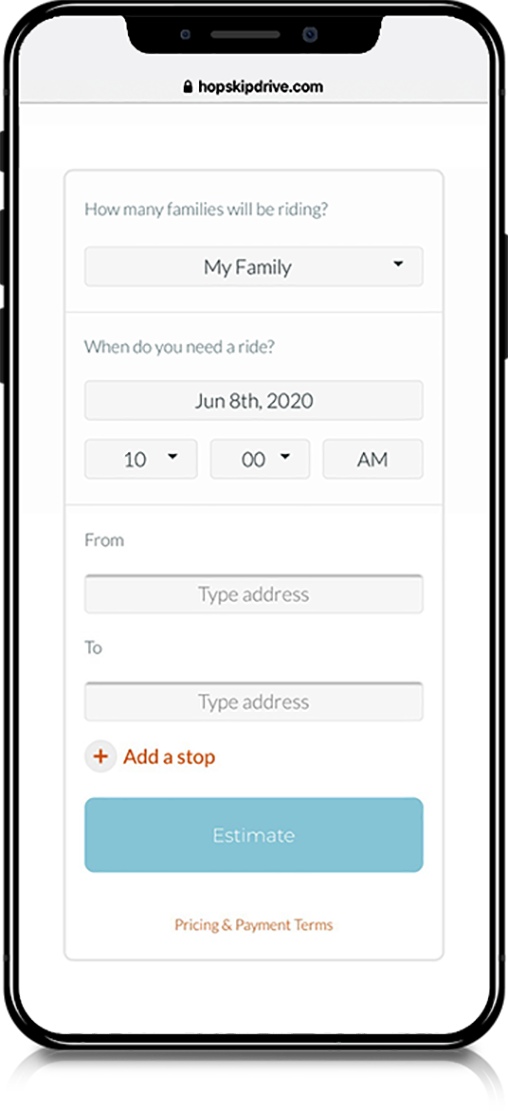 hopskipdrive.com
How many families will be riding?
My Family
When do you need a ride?
Jun 8th, 2020
10 00 AM
From
Type address
To
Type address
+ Add a stop
Estimate
Pricing & Payment Terms